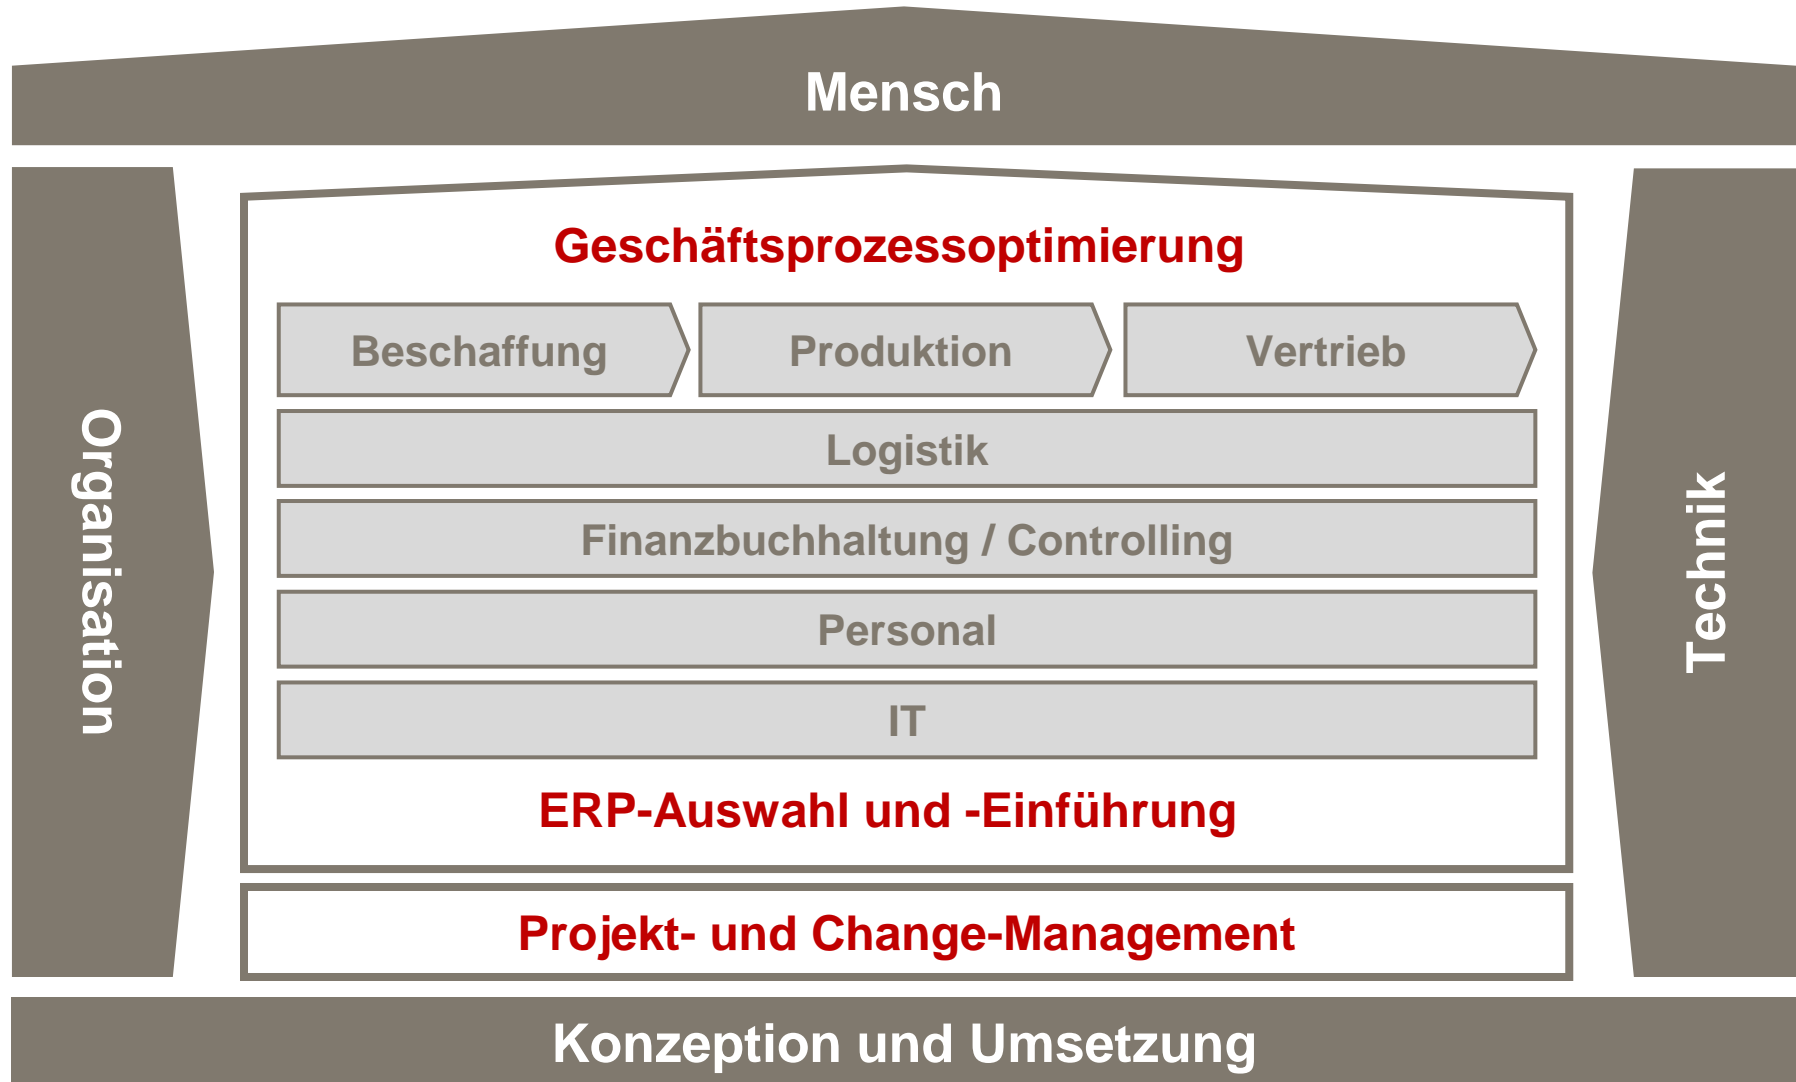 Mensch
Organisation
Geschäftsprozessoptimierung
Beschaffung
Produktion
Vertrieb
Logistik
Finanzbuchhaltung / Controlling
Personal
IT
ERP-Auswahl und -Einführung
Projekt- und Change-Management
Technik
Konzeption und Umsetzung